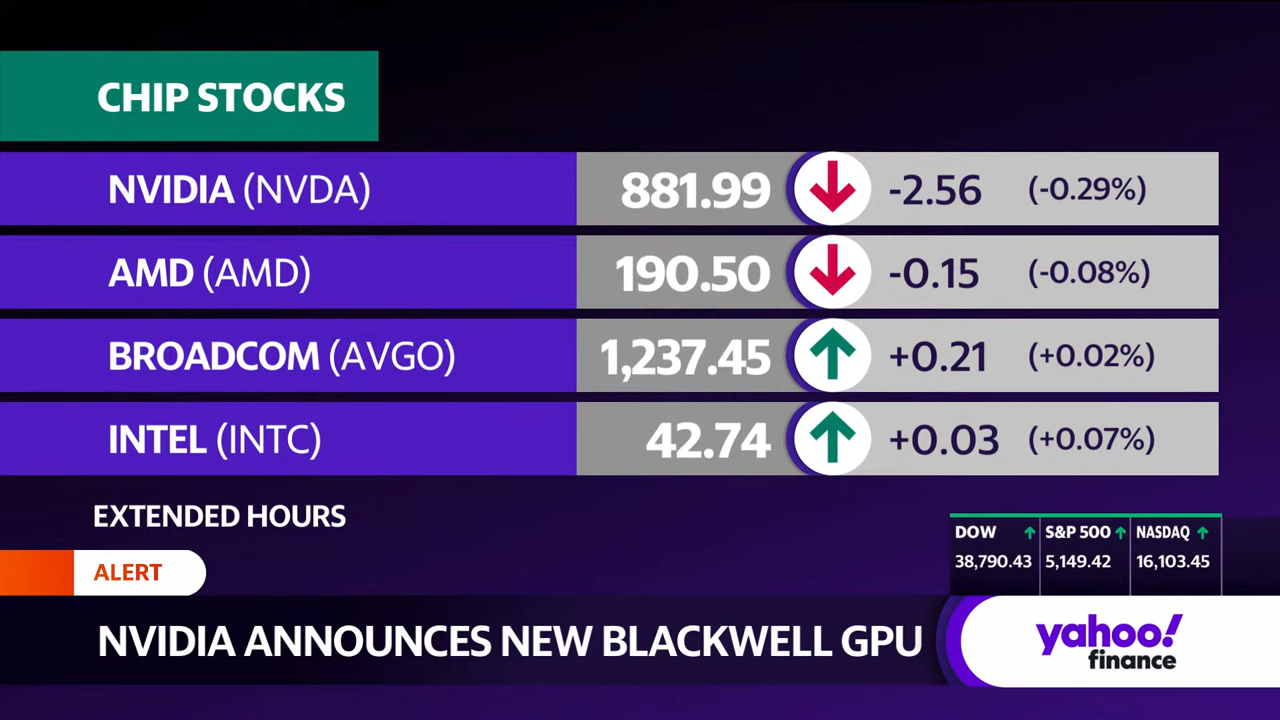 CHIP STOCKS
NVIDIA (NVDA) 881.99 -2.56 (-0.29%)
AMD (AMD) 190.50 -0.15 (-0.08%)
BROADCOM (AVGO) 1,237.45 +0.21 (+0.02%)
INTEL (INTC) 42.74 +0.03 (+0.07%)
EXTENDED HOURS
DOW S&P 500 NASDAQ
38,790.43 5,149.42 16,103.45
ALERT
NVIDIA ANNOUNCES NEW BLACKWELL GPU
yahoo!
finance